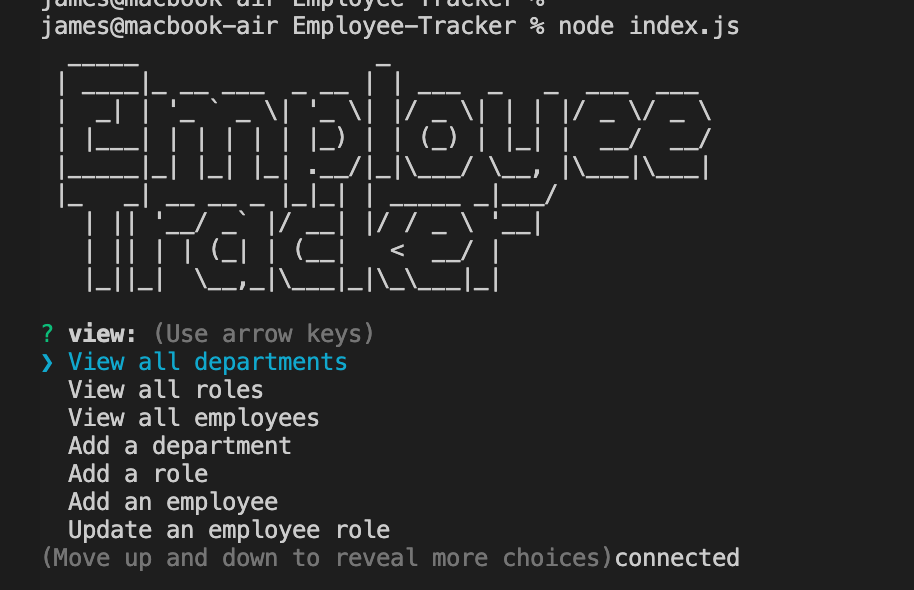 james@macbook-air Employee-Tracker %
james@macbook-air Employee-Tracker % node index.js
Employee
Tracker
? view: (Use arrow keys)
❯ View all departments
View all roles
View all employees
Add a department
Add a role
Add an employee
Update an employee role
(Move up and down to reveal more choices)connected